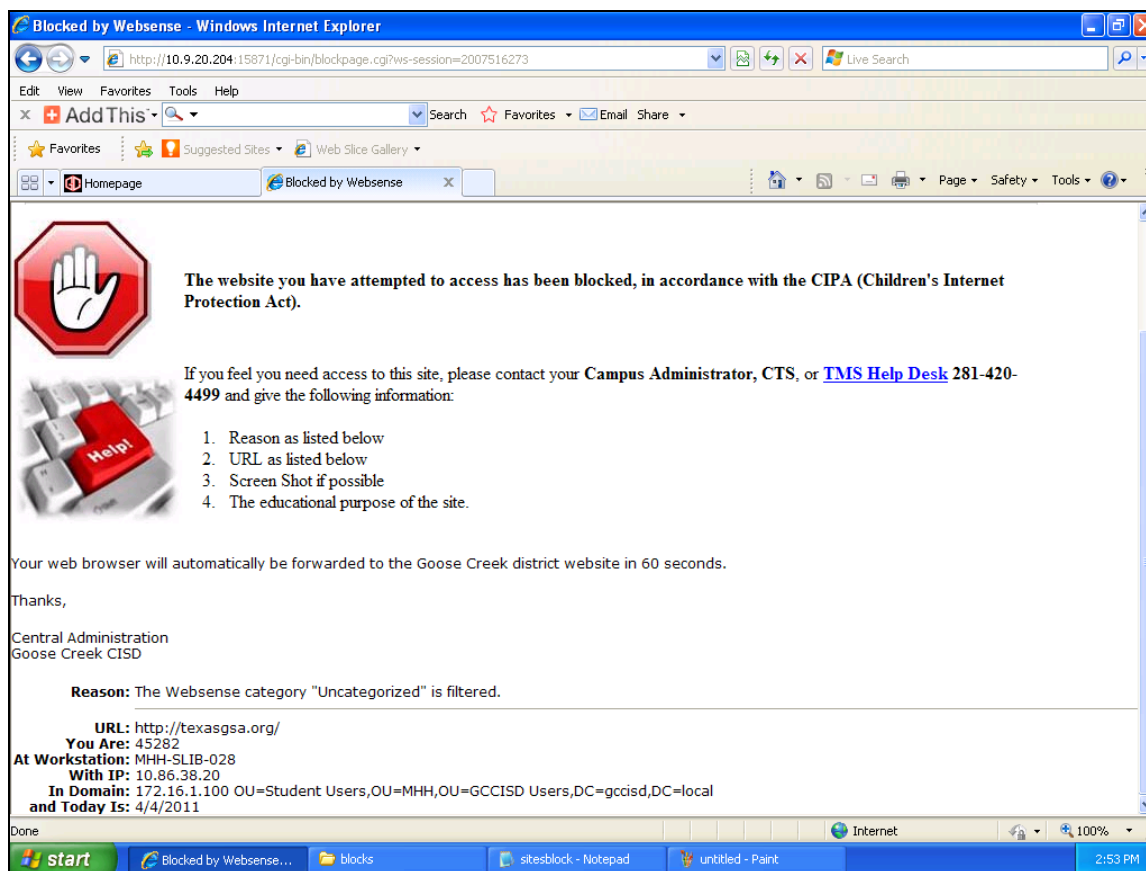 Blocked by Websense - Windows Internet Explorer
http://10.9.20.204:15871/cgi-bin/blockpage.cgi?ws-session=2007516273
Live Search
Edit View Favorites Tools Help
x AddThis Search Favorites Email Share
Favorites Suggested Sites Web Slice Gallery
Homepage Blocked by Websense x Page Safety Tools
The website you have attempted to access has been blocked, in accordance with the CIPA (Children's Internet
Protection Act).
If you feel you need access to this site, please contact your Campus Administrator, CTS, or TMS Help Desk 281-420-
4499 and give the following information:
Help!
1. Reason as listed below
2. URL as listed below
3. Screen Shot if possible
4. The educational purpose of the site.
Your web browser will automatically be forwarded to the Goose Creek district website in 60 seconds.
Thanks,
Central Administration
Goose Creek CISD
Reason: The Websense category "Uncategorized" is filtered.
URL: http://texasgsa.org/
You Are: 45282
At Workstation: MHH-SLIB-028
With IP: 10.86.38.20
In Domain: 172.16.1.100 OU=Student Users,OU=MHH,OU=GCCISD Users,DC=gccisd,DC=local
and Today Is: 4/4/2011
Done Internet 100%
start Blocked by Websense... blocks sitesblock - Notepad untitled - Paint 2:53 PM